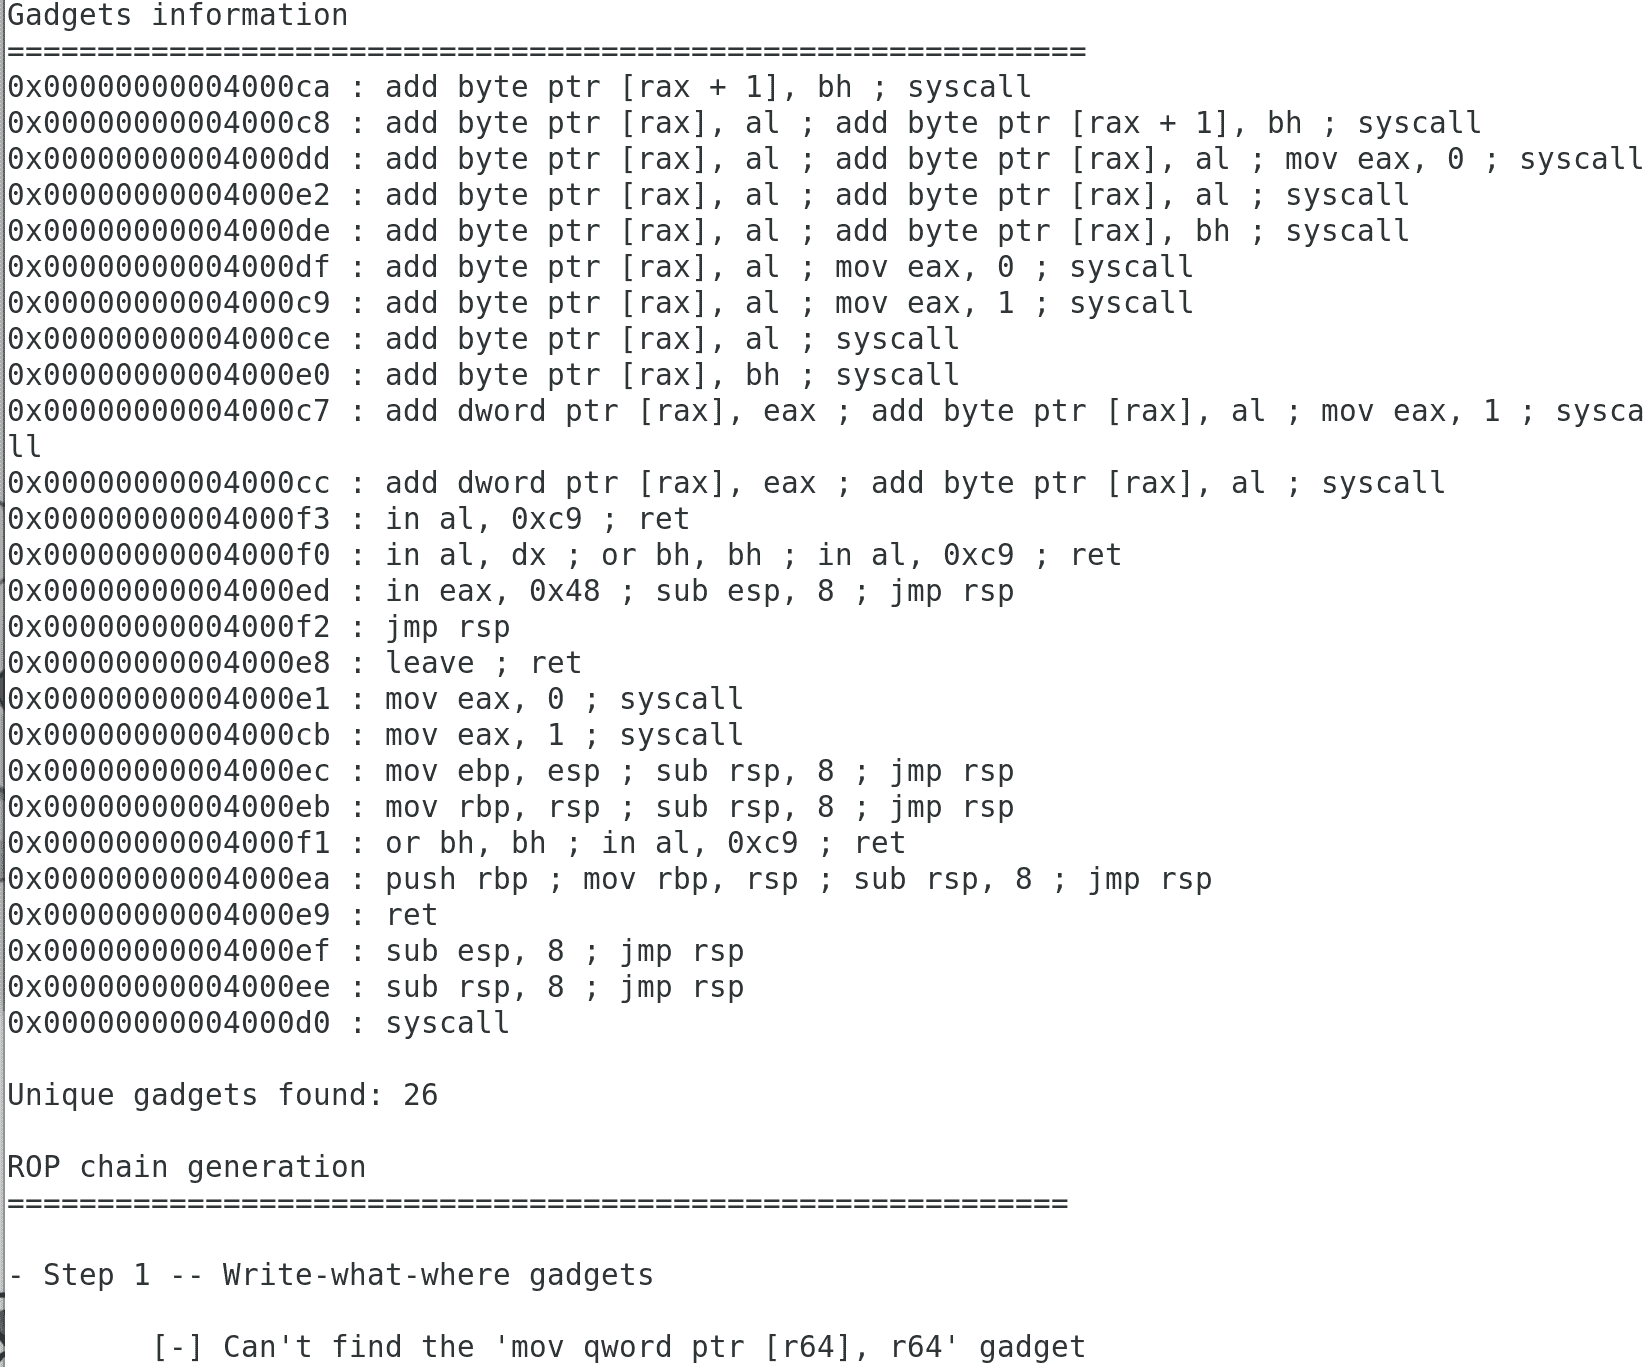 Gadgets information
============================================================
0x00000000004000ca : add byte ptr [rax + 1], bh ; syscall
0x00000000004000c8 : add byte ptr [rax], al ; add byte ptr [rax + 1], bh ; syscall
0x00000000004000dd : add byte ptr [rax], al ; add byte ptr [rax], al ; mov eax, 0 ; syscall
0x00000000004000e2 : add byte ptr [rax], al ; add byte ptr [rax], al ; syscall
0x00000000004000de : add byte ptr [rax], al ; add byte ptr [rax], bh ; syscall
0x00000000004000df : add byte ptr [rax], al ; mov eax, 0 ; syscall
0x00000000004000c9 : add byte ptr [rax], al ; mov eax, 1 ; syscall
0x00000000004000ce : add byte ptr [rax], al ; syscall
0x00000000004000e0 : add byte ptr [rax], bh ; syscall
0x00000000004000c7 : add dword ptr [rax], eax ; add byte ptr [rax], al ; mov eax, 1 ; sysca
ll
0x00000000004000cc : add dword ptr [rax], eax ; add byte ptr [rax], al ; syscall
0x00000000004000f3 : in al, 0xc9 ; ret
0x00000000004000f0 : in al, dx ; or bh, bh ; in al, 0xc9 ; ret
0x00000000004000ed : in eax, 0x48 ; sub esp, 8 ; jmp rsp
0x00000000004000f2 : jmp rsp
0x00000000004000e8 : leave ; ret
0x00000000004000e1 : mov eax, 0 ; syscall
0x00000000004000cb : mov eax, 1 ; syscall
0x00000000004000ec : mov ebp, esp ; sub rsp, 8 ; jmp rsp
0x00000000004000eb : mov rbp, rsp ; sub rsp, 8 ; jmp rsp
0x00000000004000f1 : or bh, bh ; in al, 0xc9 ; ret
0x00000000004000ea : push rbp ; mov rbp, rsp ; sub rsp, 8 ; jmp rsp
0x00000000004000e9 : ret
0x00000000004000ef : sub esp, 8 ; jmp rsp
0x00000000004000ee : sub rsp, 8 ; jmp rsp
0x00000000004000d0 : syscall
Unique gadgets found: 26
ROP chain generation
===========================================================
- Step 1 -- Write-what-where gadgets
[-] Can't find the 'mov qword ptr [r64], r64' gadget